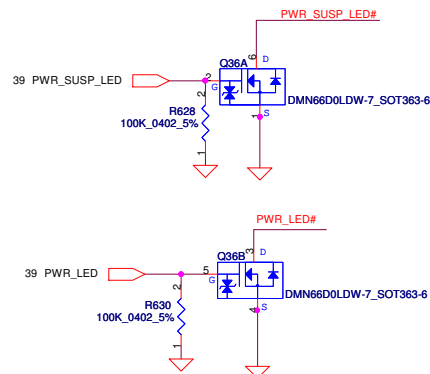 PWR_SUSP_LED#
Q36A
6 D
39 PWR_SUSP_LED
2
G
2
R628
100K_0402_5%
1
DMN66D0LDW-7_SOT363-6
1 S
PWR_LED#
Q36B
3 D
39 PWR_LED
5
G
2
R630
100K_0402_5%
1
DMN66D0LDW-7_SOT363-6
4 S